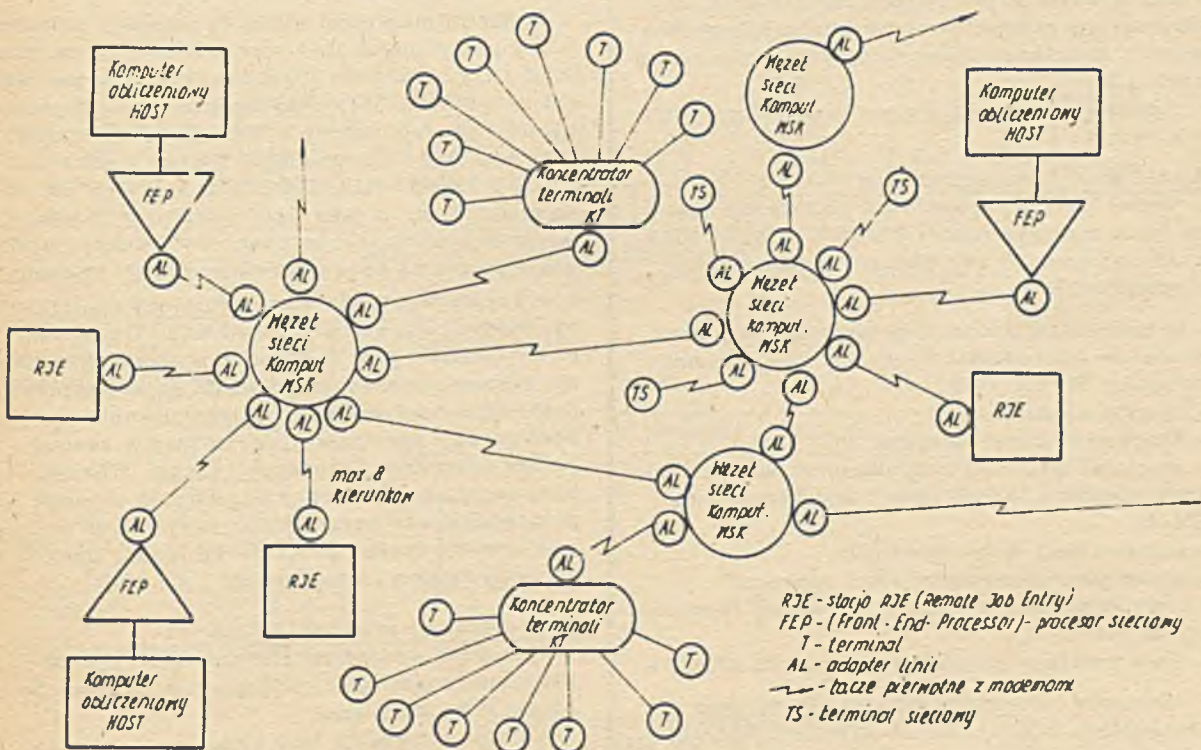 Komputer
obliczeniowy
HOST
FEP
AL
AL
AL
T
T
T
T
T
T
T
T
Koncentrator
terminali
KT
AL
AL
Węzeł
sieci
Komput.
WSK
AL
AL
AL
TS
TS
Komputer
obliczeniowy
HOST
FEP
AL
AL
AL
AL
Węzeł
sieci
Komput.
WSK
AL
AL
AL
AL
TS
RJE
AL
AL
Węzeł
sieci
Komput
WSK
AL
AL
AL
AL
AL
RJE
AL
max. 8
kierunków
AL
RJE
AL
FEP
Komputer
obliczeniowy
HOST
AL
AL
AL
Węzeł
sieci
Komput.
WSK
AL
AL
AL
Koncentrator
terminali
KT
T
T
T
T
T
T
T
T
T
RJE - stacja RJE (Remote Job Entry)
FEP - (Front-End-Processor) - procesor sieciowy
T - terminal
AL - adapter linii
- łącze pierwotne z modemami
TS - terminal sieciowy